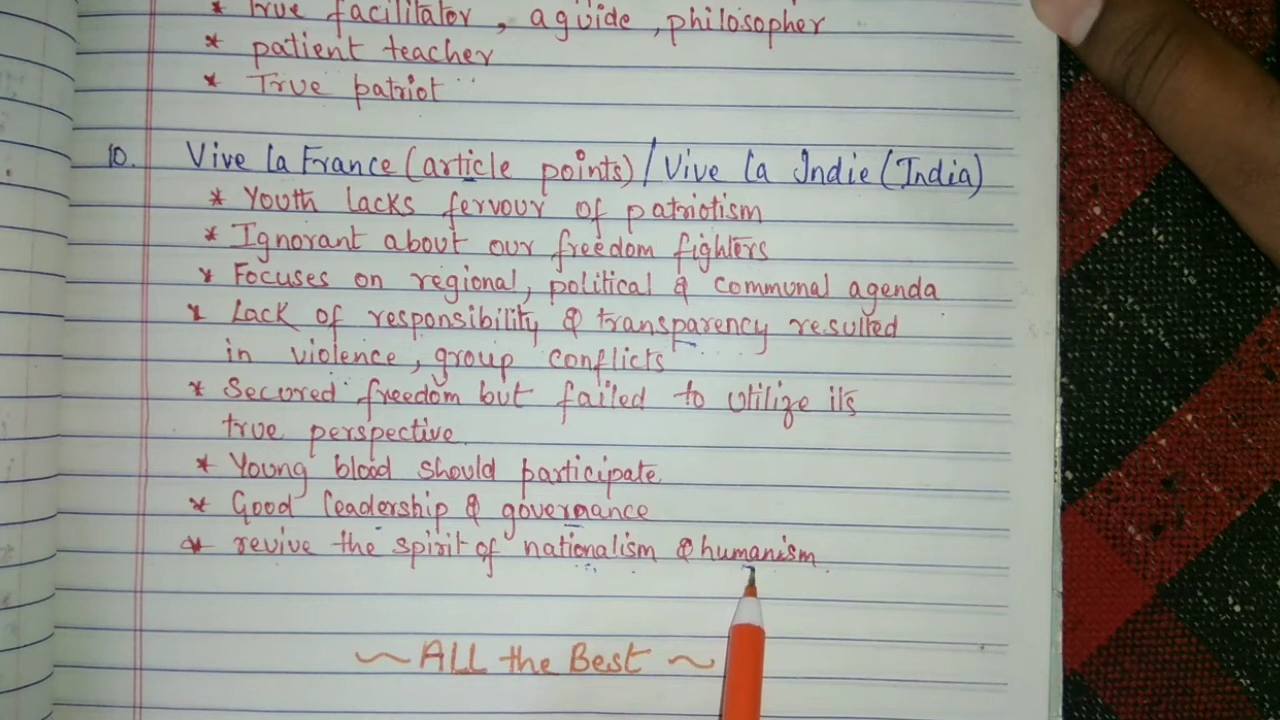 * True facilitator, a guide, philosopher
* patient teacher
* True patriot
10. Vive la France (article points) / Vive la Indie (India)
* Youth lacks fervour of patriotism
* Ignorant about our freedom fighters
* Focuses on regional, political & communal agenda
* Lack of responsibility & transparency resulted
in violence, group conflicts
* Secured freedom but failed to utilize its
true perspective.
* Young blood should participate
* Good leadership & governance
* revive the spirit of nationalism & humanism.
~ ALL the Best ~